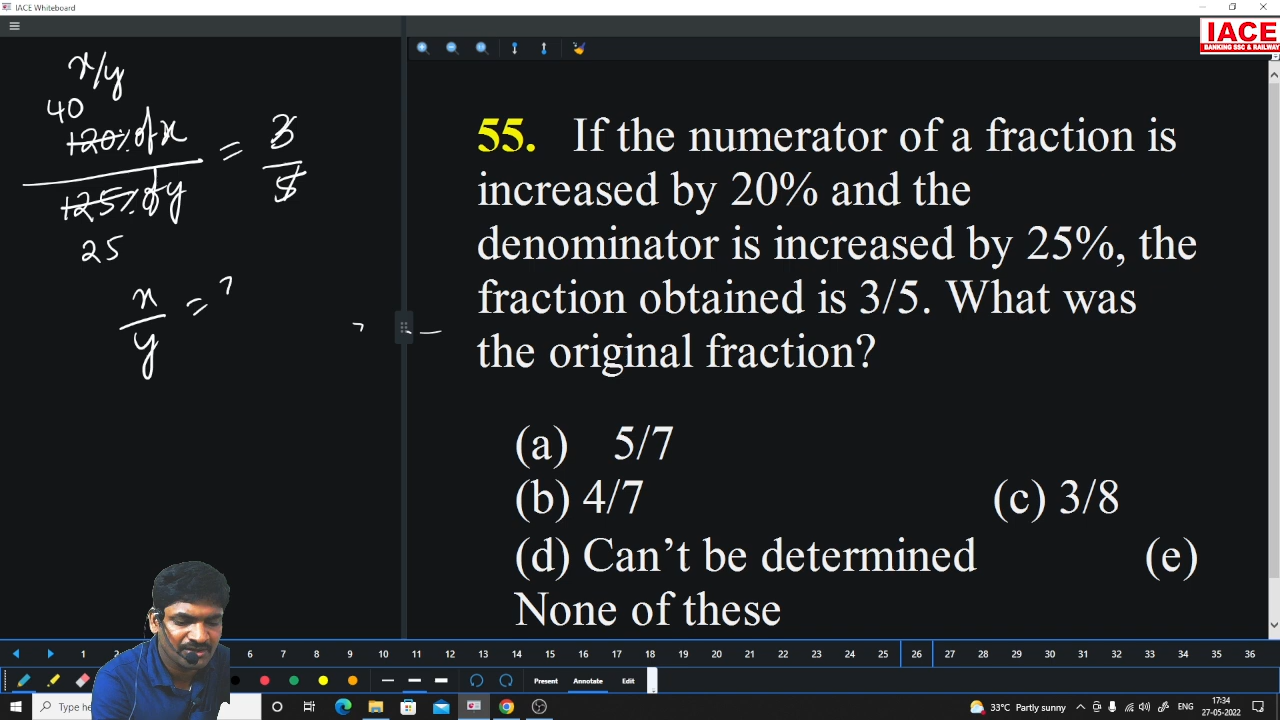 IACE Whiteboard
IACE
BANKING SSC & RAILWAY
x/y
40
120% of x
125% of y
25
= 3/5
x/y = ?
55. If the numerator of a fraction is
increased by 20% and the
denominator is increased by 25%, the
fraction obtained is 3/5. What was
the original fraction?
(a) 5/7
(b) 4/7 (c) 3/8
(d) Can’t be determined (e)
None of these
1 6 7 8 9 10 11 12 13 14 15 16 17 18 19 20 21 22 23 24 25 26 27 28 29 30 31 32 33 34 35 36
Present Annotate Edit
Type he
33°C Partly sunny ENG 17:34
27-05-2022